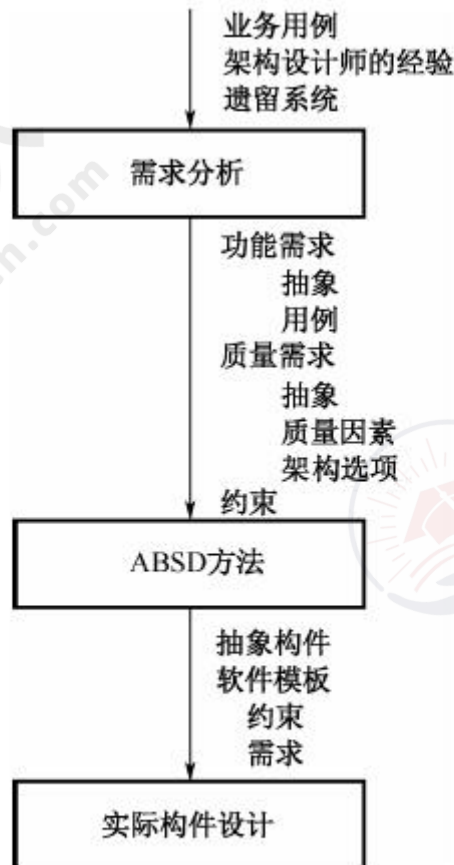 业务用例
架构设计师的经验
遗留系统
需求分析
功能需求
抽象
用例
质量需求
抽象
质量因素
架构选项
约束
ABSD方法
抽象构件
软件模板
约束
需求
实际构件设计